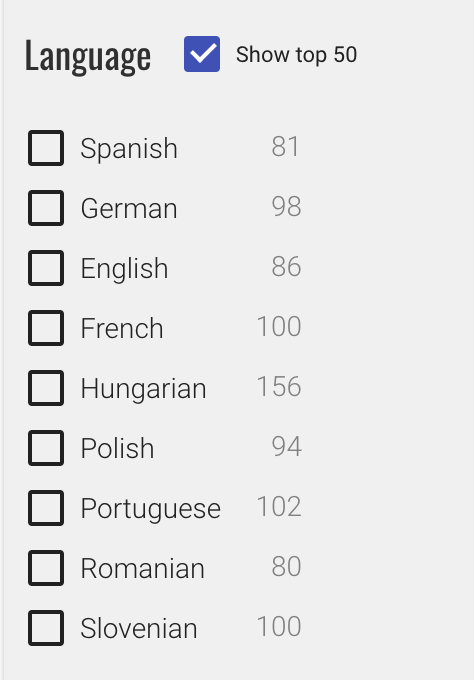 Language Show top 50
Spanish 81
German 98
English 86
French 100
Hungarian 156
Polish 94
Portuguese 102
Romanian 80
Slovenian 100